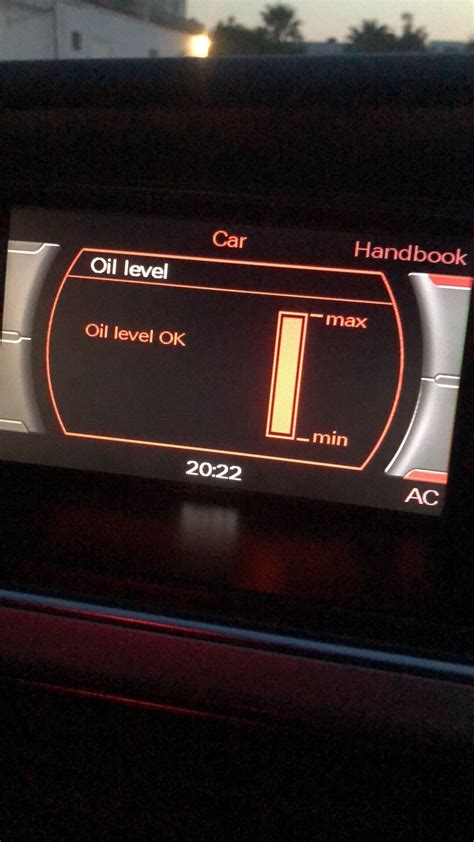 Car
Handbook
Oil level
Oil level OK
max
min
20:22
AC